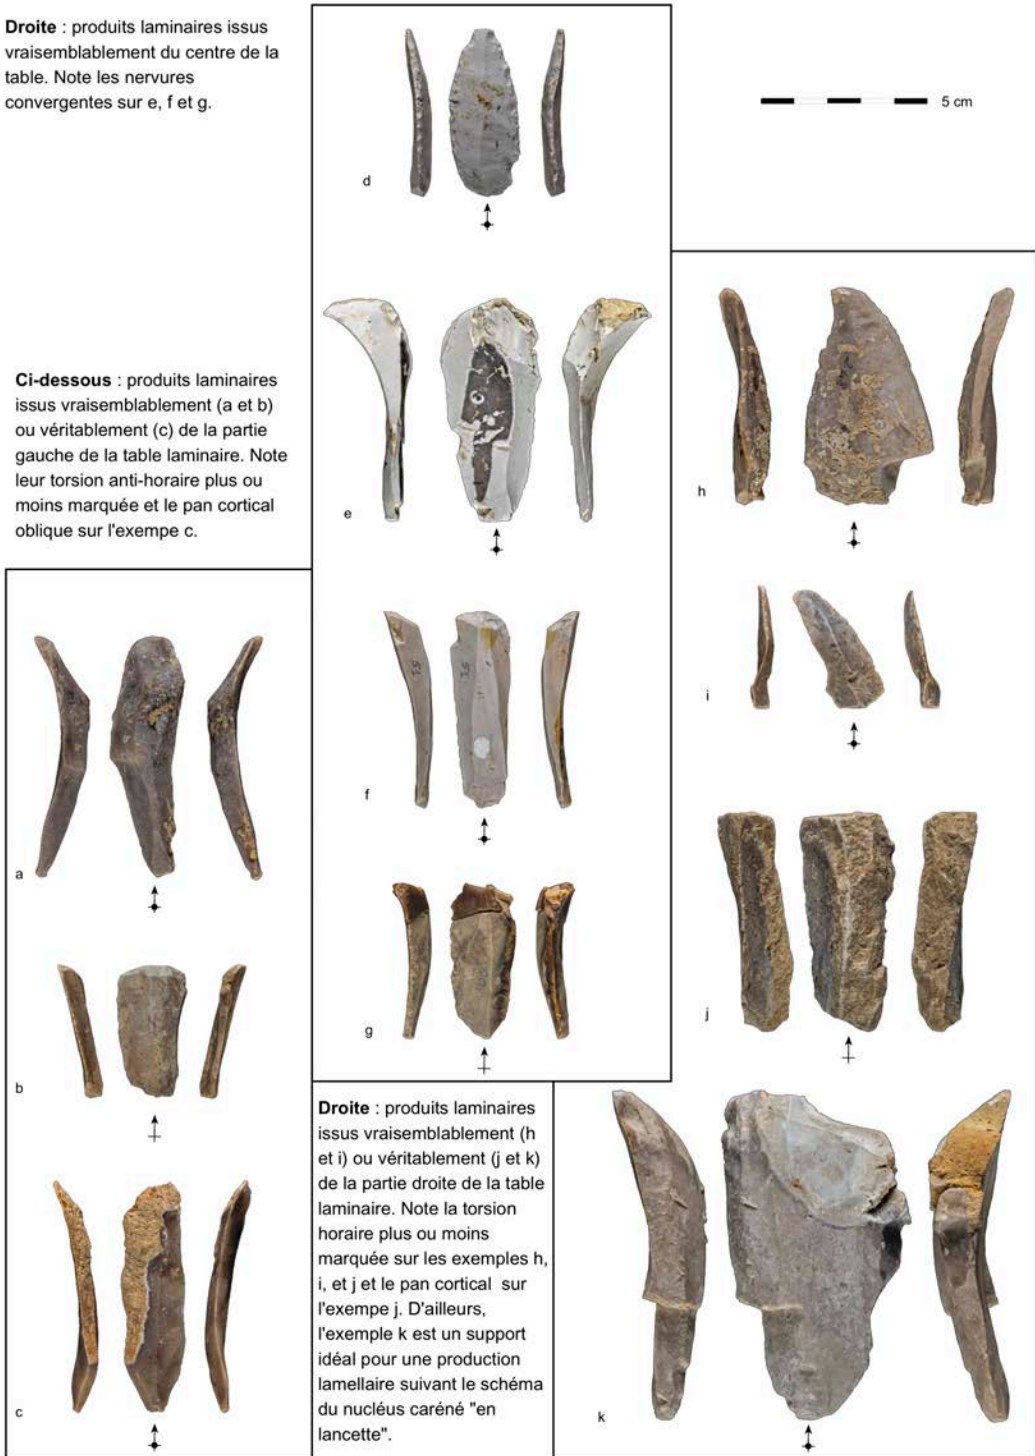 Droite : produits laminaires issus
vraisemblablement du centre de la
table. Note les nervures
convergentes sur e, f et g.
5 cm
d
Ci-dessous : produits laminaires
issus vraisemblablement (a et b)
ou véritablement (c) de la partie
gauche de la table laminaire. Note
leur torsion anti-horaire plus ou
moins marquée et le pan cortical
oblique sur l'exempe c.
e
h
i
f
a
g
j
b
Droite : produits laminaires
issus vraisemblablement (h
et i) ou véritablement (j et k)
de la partie droite de la table
laminaire. Note la torsion
horaire plus ou moins
marquée sur les exemples h,
i, et j et le pan cortical sur
l'exempe j. D'ailleurs,
l'exemple k est un support
idéal pour une production
lamellaire suivant le schéma
du nucléus caréné "en
lancette".
c
k